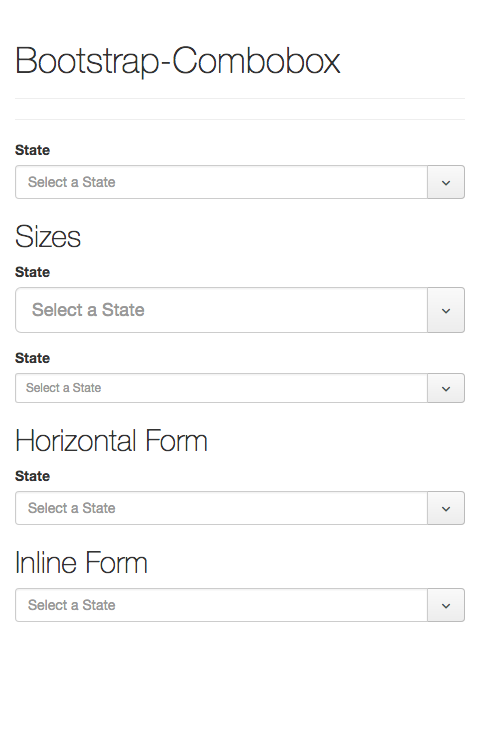 Bootstrap-Combobox
State
Select a State
Sizes
State
Select a State
State
Select a State
Horizontal Form
State
Select a State
Inline Form
Select a State